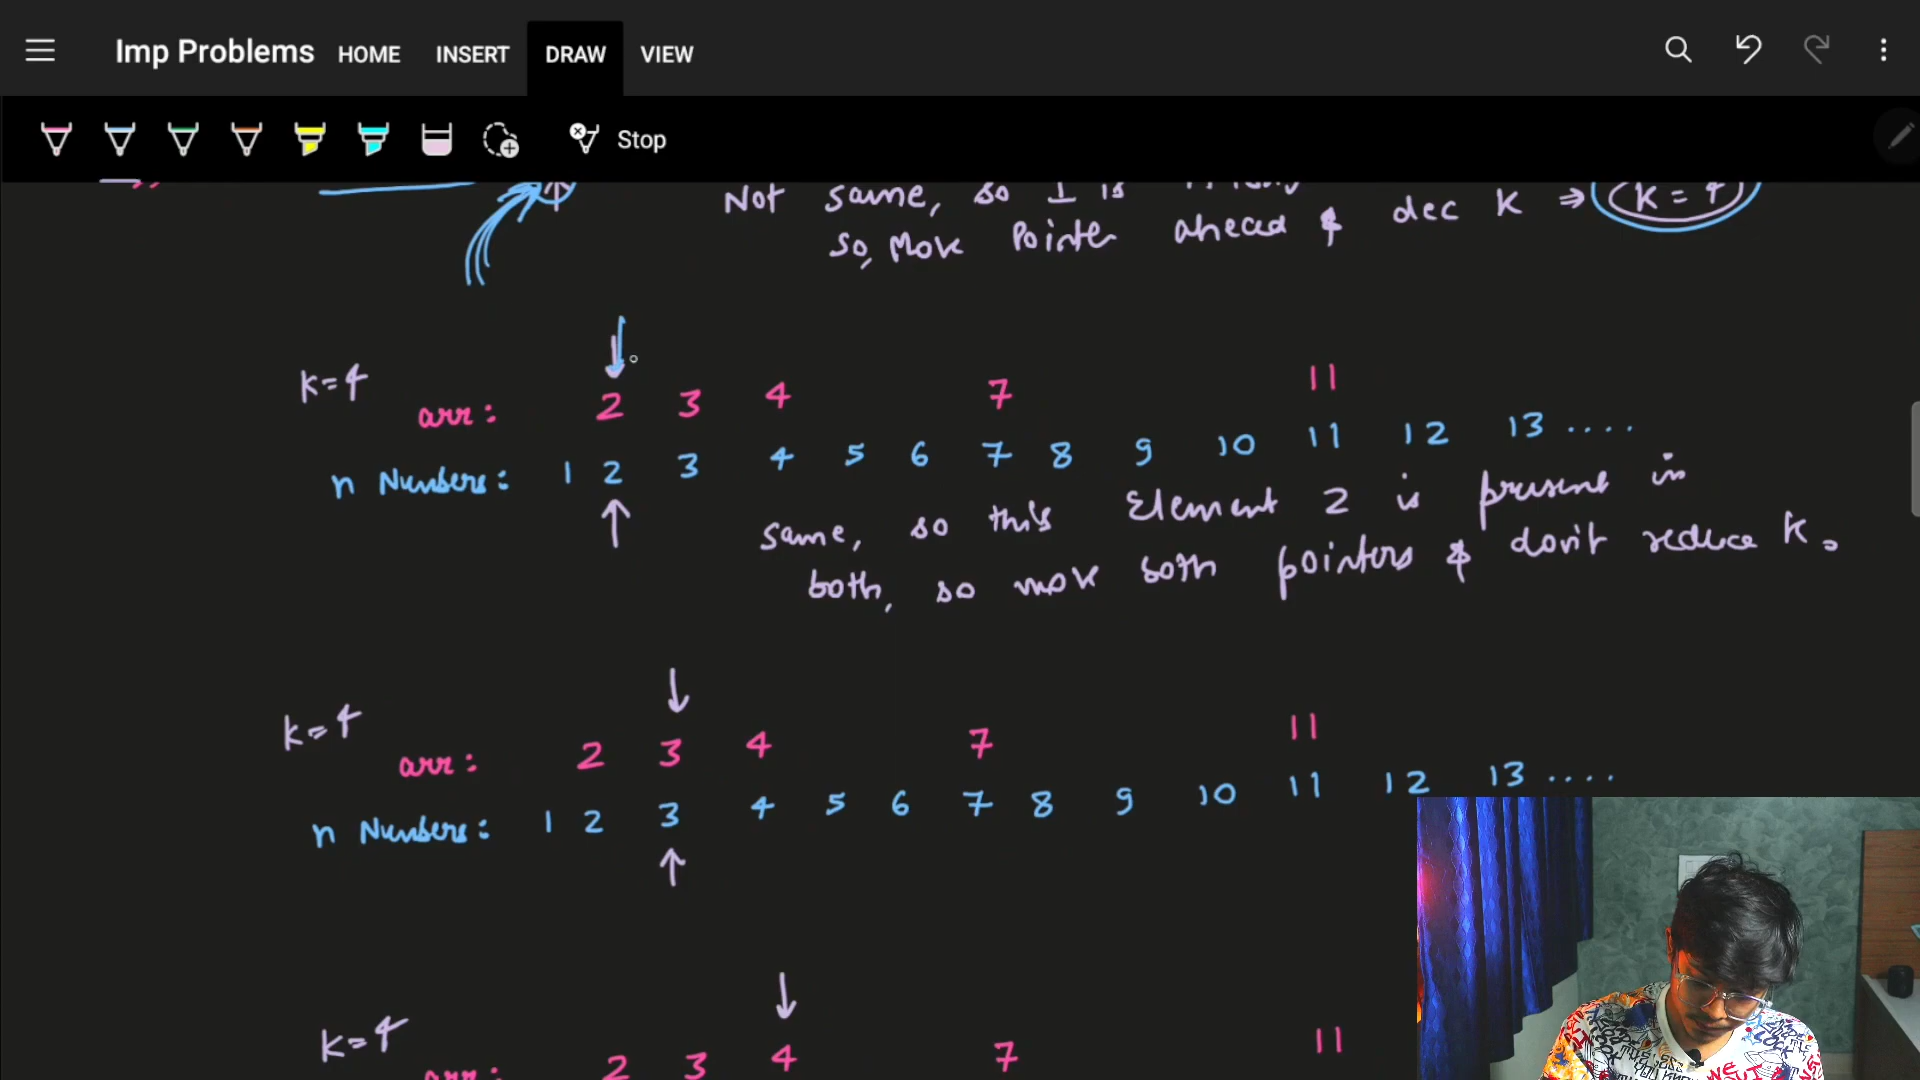 Imp Problems HOME INSERT DRAW VIEW
Stop
Not same, so 1 is
so, Move Pointer ahead & dec K ⇒ K = 4
K=4
arr: 2 3 4 7 11
n Numbers: 1 2 3 4 5 6 7 8 9 10 11 12 13 ....
same, so this Element 2 is present in
both, so move both pointers & don't reduce K.
K=4
arr: 2 3 4 7 11
n Numbers: 1 2 3 4 5 6 7 8 9 10 11 12 13 ....
K=4
arr: 2 3 4 7 11